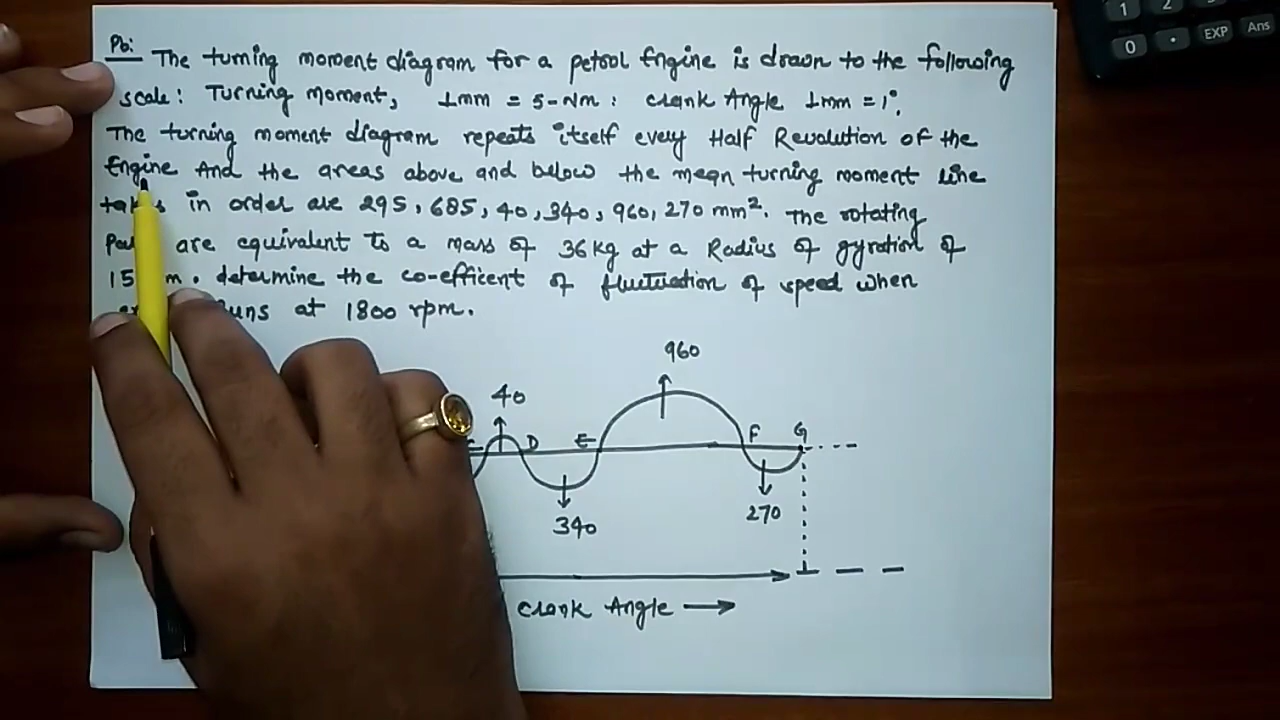 Pb: The turning moment diagram for a petrol Engine is drawn to the following
scale: Turning Moment, 1mm = 5-Nm: Crank Angle 1mm = 1°.
The turning moment diagram repeats itself every Half Revolution of the
Engine And the areas above and below the mean turning moment line
in order are 295, 685, 40, 340, 960, 270 mm². The rotating
are equivalent to a mass of 36kg at a Radius of gyration of
determine the co-efficent of fluctuation of speed when
at 1800 rpm.
960
40
D E F G
340
270
Crank Angle
1 2
0 . EXP Ans